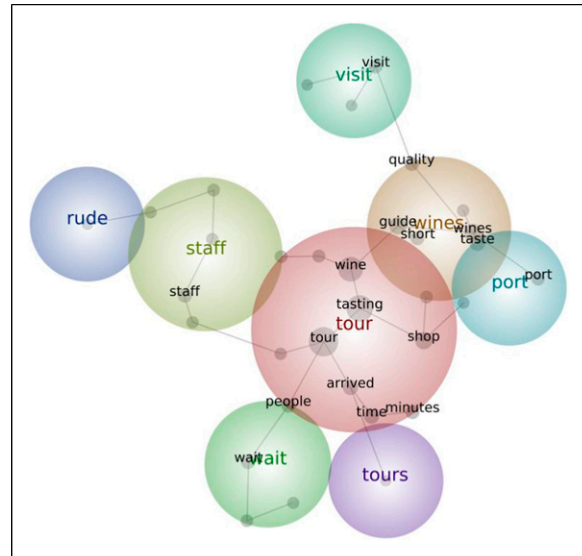 visit
visit
quality
rude
guide
wines
short
wines
taste
staff
wine
port
port
staff
tasting
tour
tour
shop
arrived
people
time
minutes
wait
wait
tours